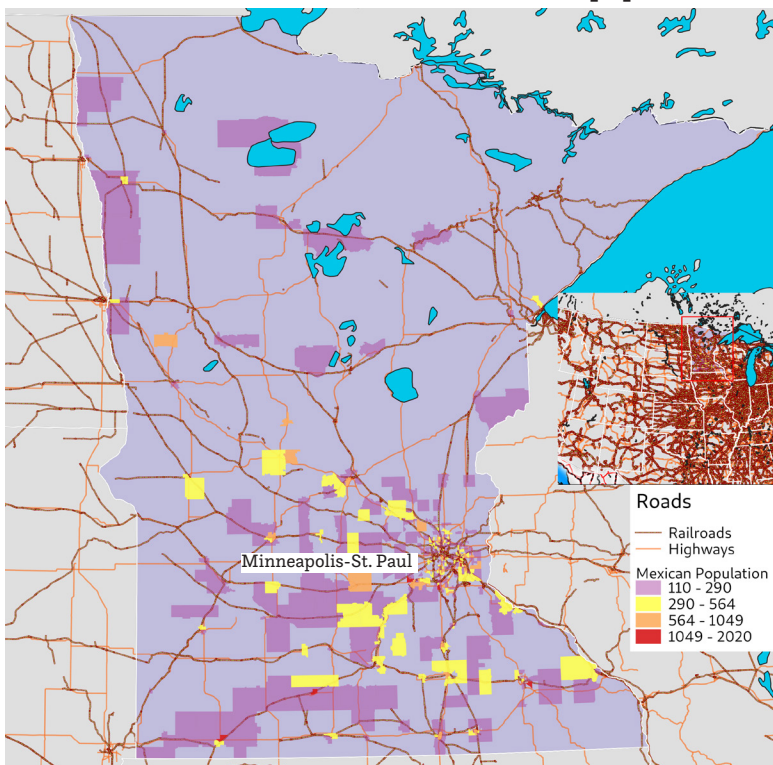 Minneapolis-St. Paul
Roads
Railroads
Highways
Mexican Population
110 - 290
290 - 564
564 - 1049
1049 - 2020